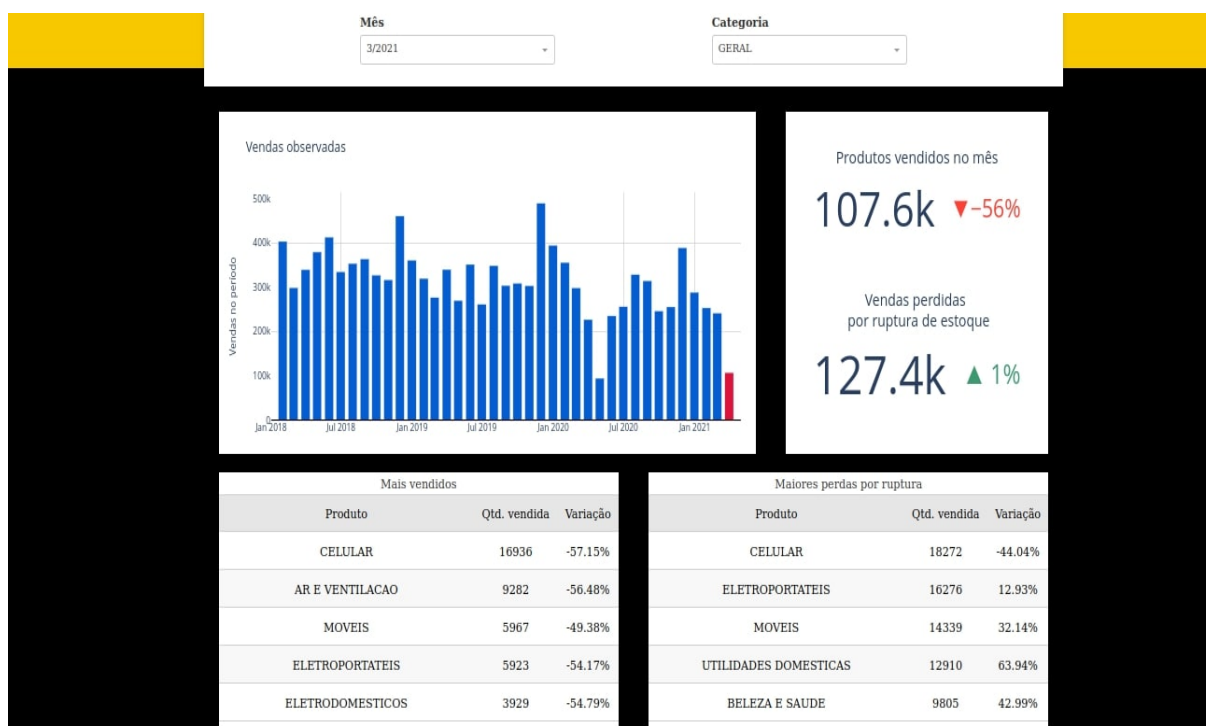 Mês
Categoria
3/2021
GERAL
Vendas observadas
Vendas no período
500k
400k
300k
200k
100k
0
Jan 2018
Jul 2018
Jan 2019
Jul 2019
Jan 2020
Jul 2020
Jan 2021
Produtos vendidos no mês
107.6k ▼−56%
Vendas perdidas
por ruptura de estoque
127.4k ▲ 1%
Mais vendidos
Produto Qtd. vendida Variação
CELULAR 16936 -57.15%
AR E VENTILACAO 9282 -56.48%
MOVEIS 5967 -49.38%
ELETROPORTATEIS 5923 -54.17%
ELETRODOMESTICOS 3929 -54.79%
Maiores perdas por ruptura
Produto Qtd. vendida Variação
CELULAR 18272 -44.04%
ELETROPORTATEIS 16276 12.93%
MOVEIS 14339 32.14%
UTILIDADES DOMESTICAS 12910 63.94%
BELEZA E SAUDE 9805 42.99%